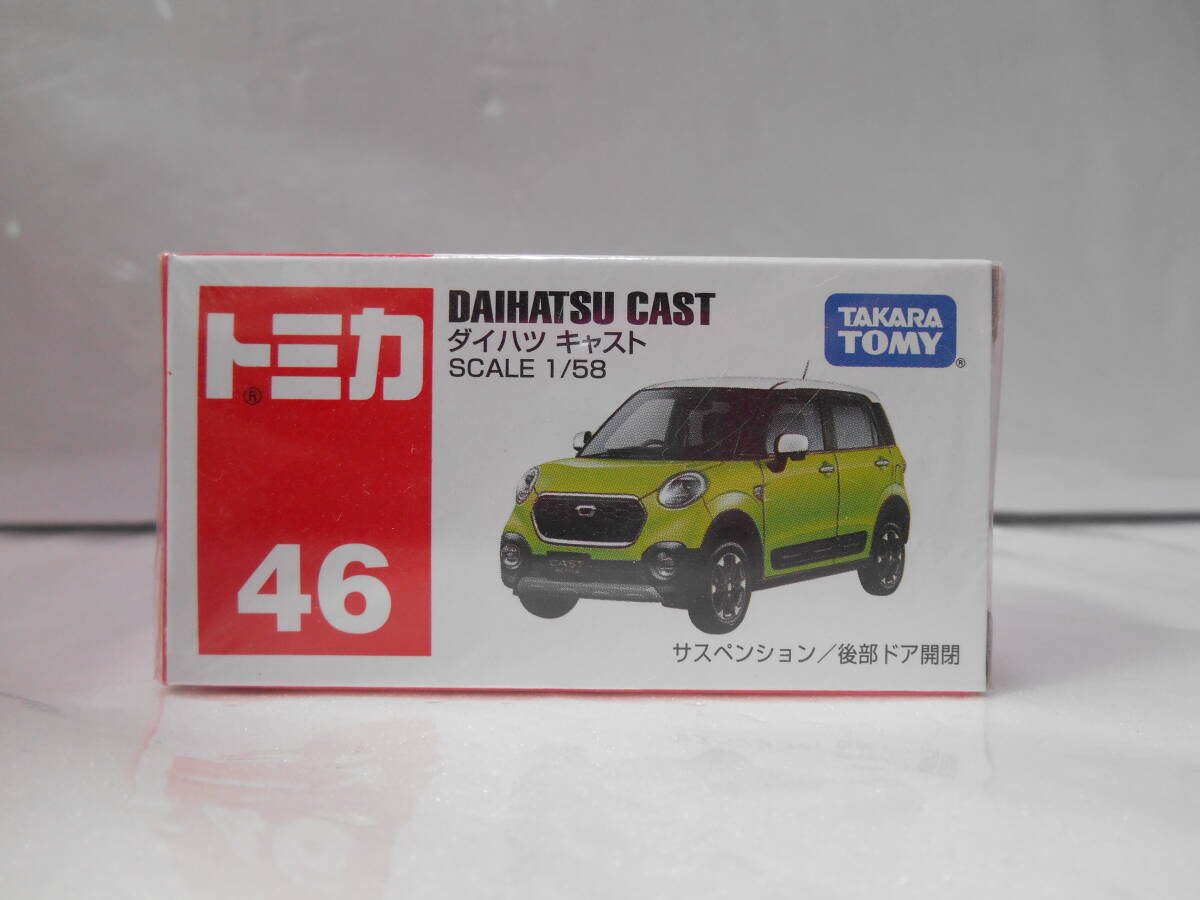 トミカ
®
46
DAIHATSU CAST
ダイハツ キャスト
SCALE 1/58
TAKARA
TOMY
®
CAST
サスペンション/後部ドア開閉